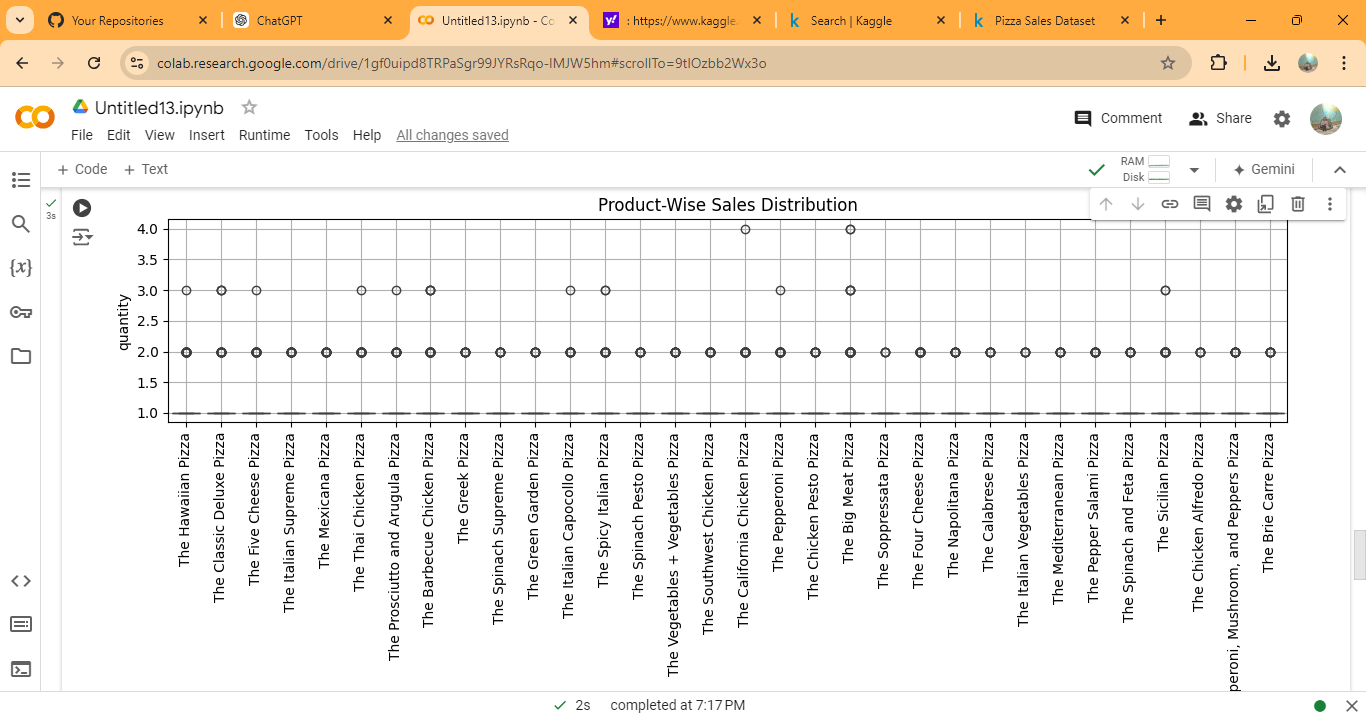 Your Repositories
ChatGPT
Untitled13.ipynb - Co
: https://www.kaggle.
Search | Kaggle
Pizza Sales Dataset
colab.research.google.com/drive/1gf0uipd8TRPaSgr99JYRsRqo-IMJW5hm#scrollTo=9tIOzbb2Wx3o
Untitled13.ipynb
File Edit View Insert Runtime Tools Help All changes saved
Comment
Share
+ Code + Text
RAM
Disk
Gemini
3s
{x}
Product-Wise Sales Distribution
quantity
4.0
3.5
3.0
2.5
2.0
1.5
1.0
The Hawaiian Pizza
The Classic Deluxe Pizza
The Five Cheese Pizza
The Italian Supreme Pizza
The Mexicana Pizza
The Thai Chicken Pizza
The Prosciutto and Arugula Pizza
The Barbecue Chicken Pizza
The Greek Pizza
The Spinach Supreme Pizza
The Green Garden Pizza
The Italian Capocollo Pizza
The Spicy Italian Pizza
The Spinach Pesto Pizza
The Vegetables + Vegetables Pizza
The Southwest Chicken Pizza
The California Chicken Pizza
The Pepperoni Pizza
The Chicken Pesto Pizza
The Big Meat Pizza
The Soppressata Pizza
The Four Cheese Pizza
The Napolitana Pizza
The Calabrese Pizza
The Italian Vegetables Pizza
The Mediterranean Pizza
The Pepper Salami Pizza
The Spinach and Feta Pizza
The Sicilian Pizza
The Chicken Alfredo Pizza
peroni, Mushroom, and Peppers Pizza
The Brie Carre Pizza
2s completed at 7:17 PM